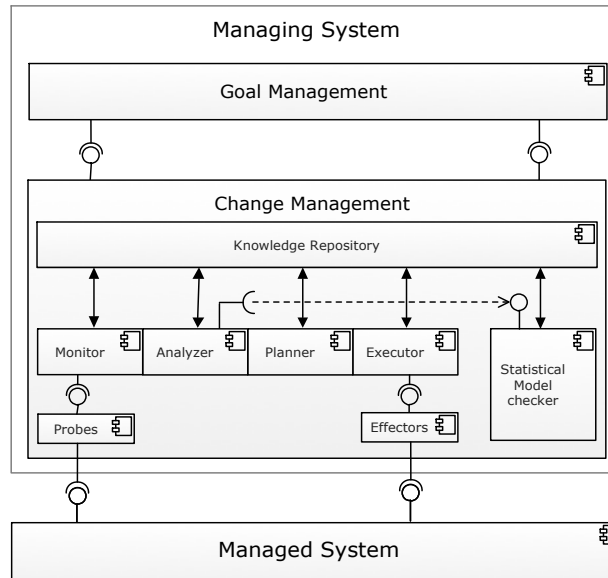 Managing System
Goal Management
Change Management
Knowledge Repository
Monitor
Analyzer
Planner
Executor
Statistical
Model
checker
Probes
Effectors
Managed System